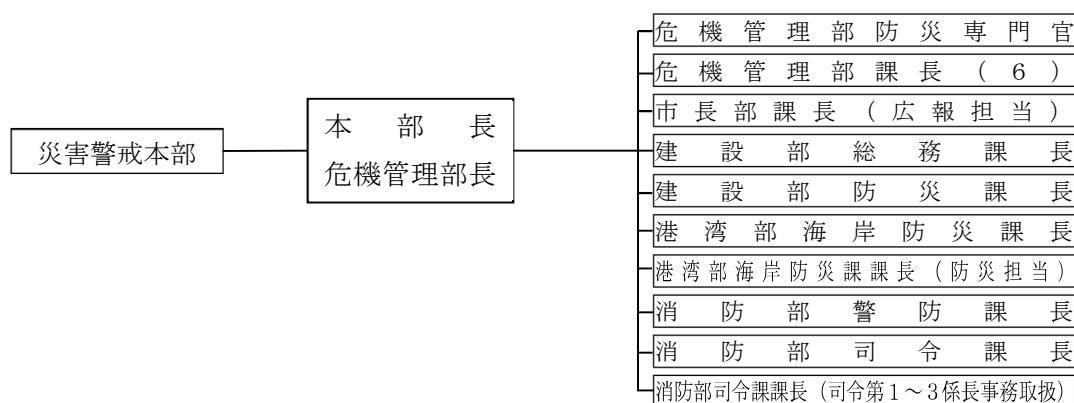 災害警戒本部
本部長
危機管理部長
危機管理部防災専門官
危機管理部課長（６）
市長部課長（広報担当）
建設部総務課長
建設部防災課長
港湾部海岸防災課長
港湾部海岸防災課課長（防災担当）
消防部警防課長
消防部司令課長
消防部司令課課長（司令第１～３係長事務取扱）